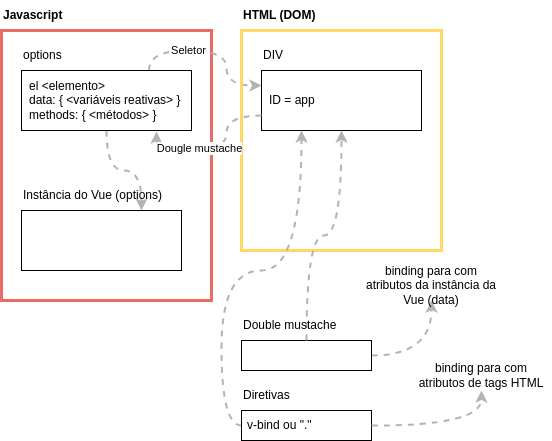 Javascript
HTML (DOM)
options
Seletor
DIV
el <elemento>
data: { <variáveis reativas> }
methods: { <métodos> }
ID = app
Dougle mustache
Instância do Vue (options)
binding para com
atributos da instância da
Vue (data)
Double mustache
binding para com
atributos de tags HTML
Diretivas
v-bind ou "."